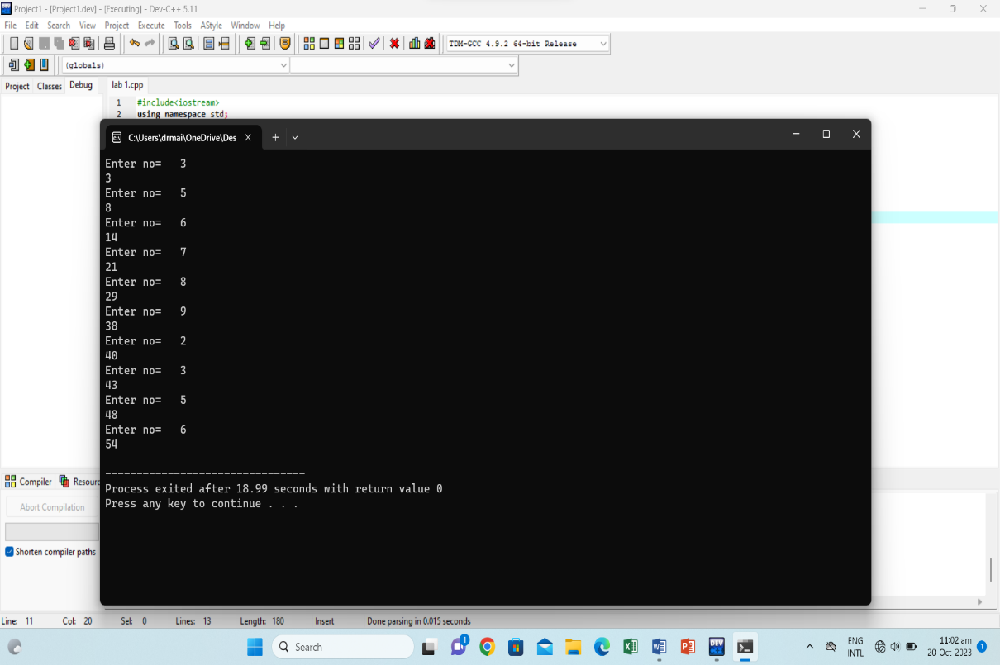 Project1 - [Project1.dev] - [Executing] - Dev-C++ 5.11
File Edit Search View Project Execute Tools AStyle Window Help
TDM-GCC 4.9.2 64-bit Release
(globals)
Project Classes Debug
lab 1.cpp
1 #include<iostream>
2 using namespace std;
C:\Users\drmai\OneDrive\Des
Enter no=   3
3
Enter no=   5
8
Enter no=   6
14
Enter no=   7
21
Enter no=   8
29
Enter no=   9
38
Enter no=   2
40
Enter no=   3
43
Enter no=   5
48
Enter no=   6
54
--------------------------------
Process exited after 18.99 seconds with return value 0
Press any key to continue . . .
Compiler Resourc
Abort Compilation
Shorten compiler paths
Line: 11 Col: 20 Sel: 0 Lines: 13 Length: 180 Insert Done parsing in 0.015 seconds
Search
1
DEV
ENG
INTL
11:02 am
20-Oct-2023
1